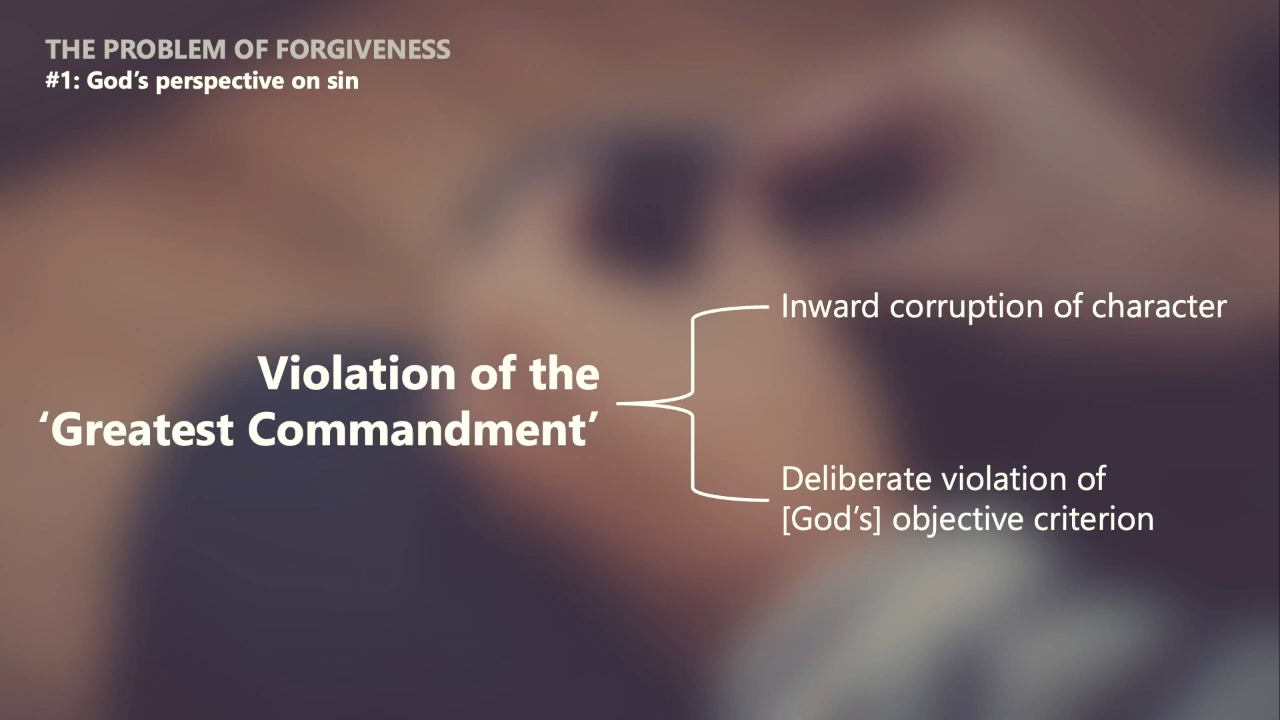 THE PROBLEM OF FORGIVENESS
#1: God’s perspective on sin
Inward corruption of character
Violation of the
‘Greatest Commandment’
Deliberate violation of
[God’s] objective criterion